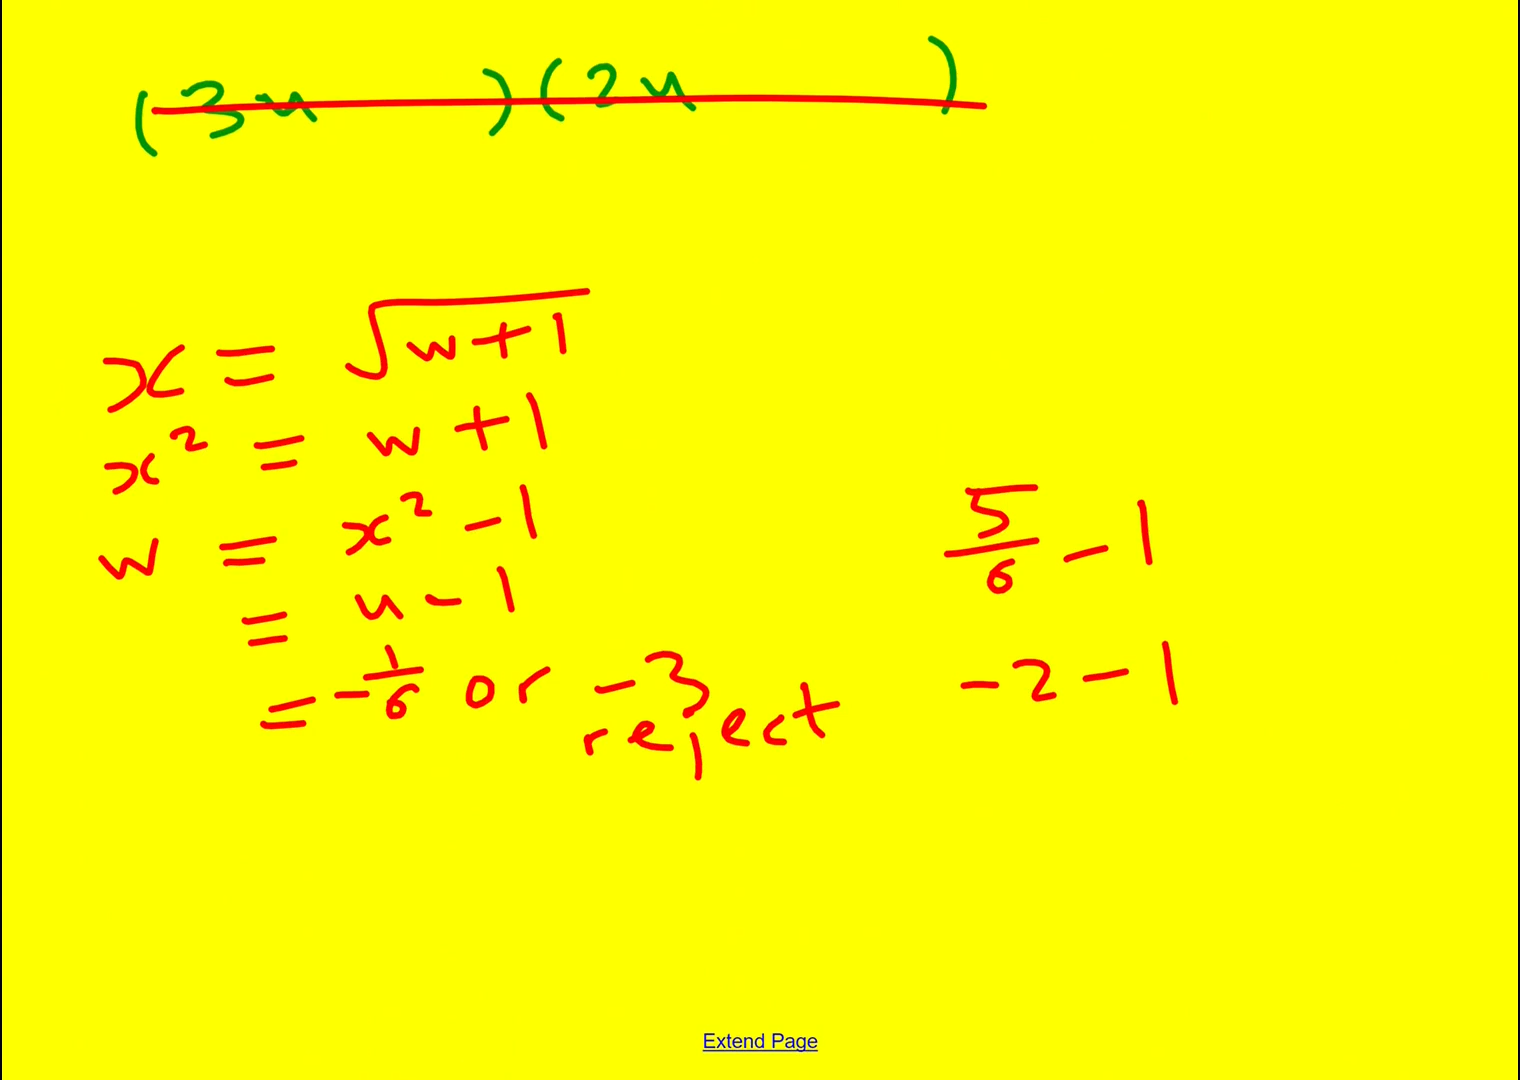 (3u )(2u )
x = √(w+1)
x² = w+1
w = x² - 1
= u - 1
= -1/6 or -3
reject
5/6 - 1
-2 - 1
Extend Page